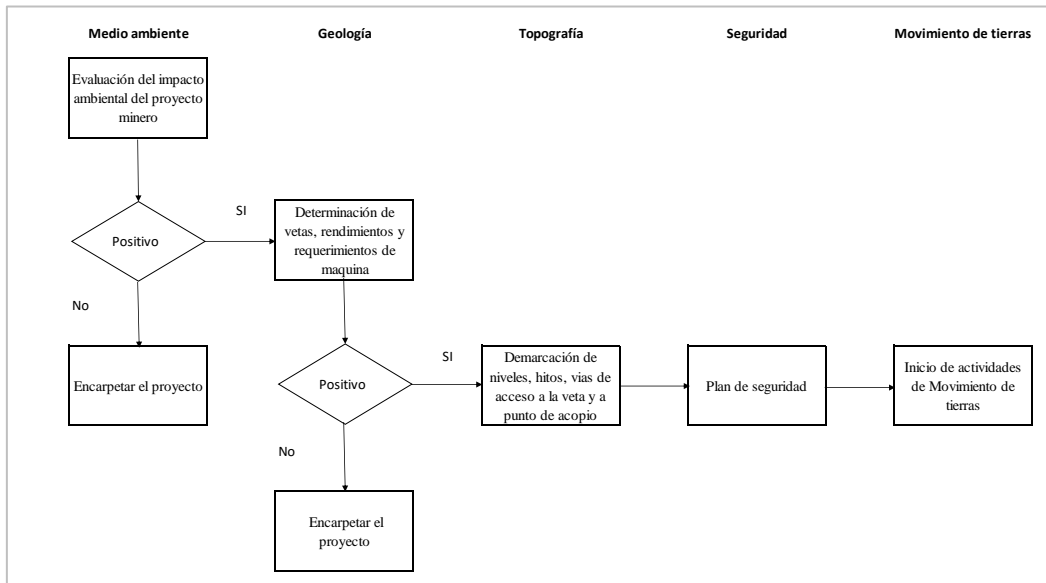 Medio ambiente
Geología
Topografía
Seguridad
Movimiento de tierras
Evaluación del impacto
ambiental del proyecto
minero
Positivo
SI
Determinación de
vetas, rendimientos y
requerimientos de
maquina
No
Encarpetar el proyecto
Positivo
SI
Demarcación de
niveles, hitos, vias de
acceso a la veta y a
punto de acopio
Plan de seguridad
Inicio de actividades
de Movimiento de
tierras
No
Encarpetar el
proyecto